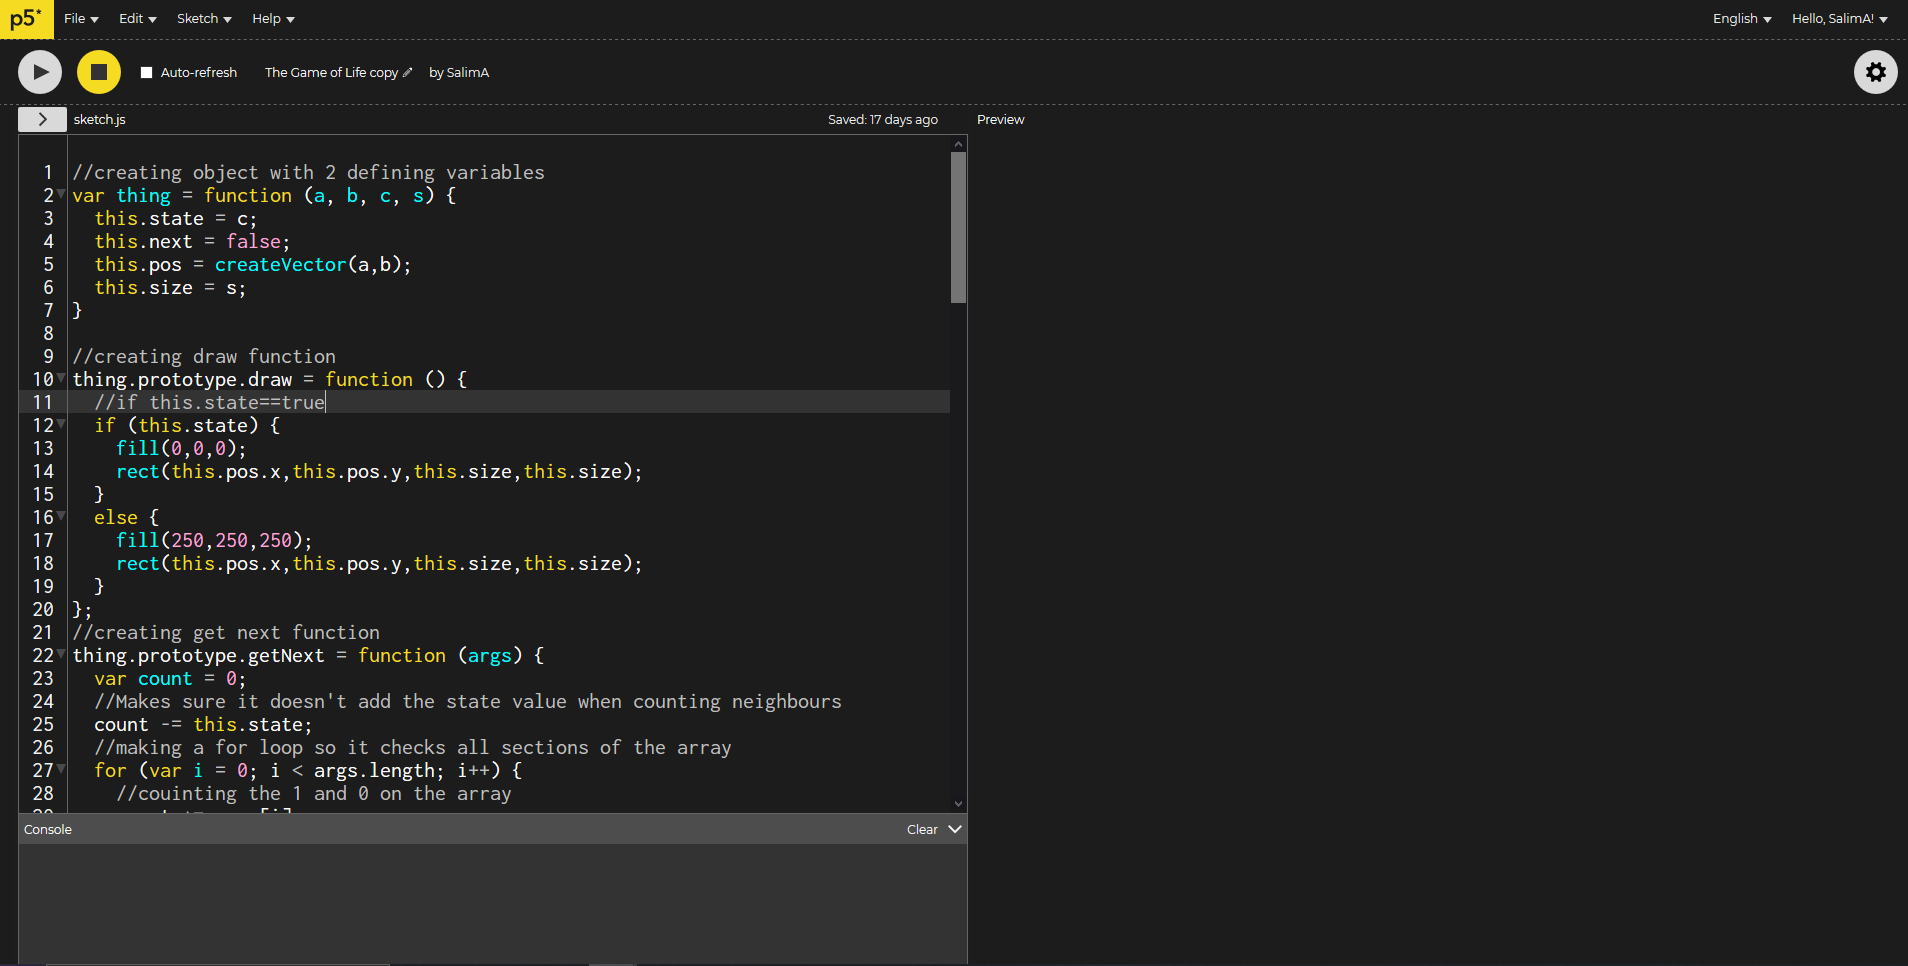 p5* File Edit Sketch Help English Hello, SalimA!
Auto-refresh The Game of Life copy by SalimA
sketch.js Saved: 17 days ago Preview
1 //creating object with 2 defining variables
2 var thing = function (a, b, c, s) {
3   this.state = c;
4   this.next = false;
5   this.pos = createVector(a,b);
6   this.size = s;
7 }
8
9 //creating draw function
10 thing.prototype.draw = function () {
11   //if this.state==true
12   if (this.state) {
13     fill(0,0,0);
14     rect(this.pos.x,this.pos.y,this.size,this.size);
15   }
16   else {
17     fill(250,250,250);
18     rect(this.pos.x,this.pos.y,this.size,this.size);
19   }
20 };
21 //creating get next function
22 thing.prototype.getNext = function (args) {
23   var count = 0;
24   //Makes sure it doesn't add the state value when counting neighbours
25   count -= this.state;
26   //making a for loop so it checks all sections of the array
27   for (var i = 0; i < args.length; i++) {
28     //couinting the 1 and 0 on the array
Console Clear